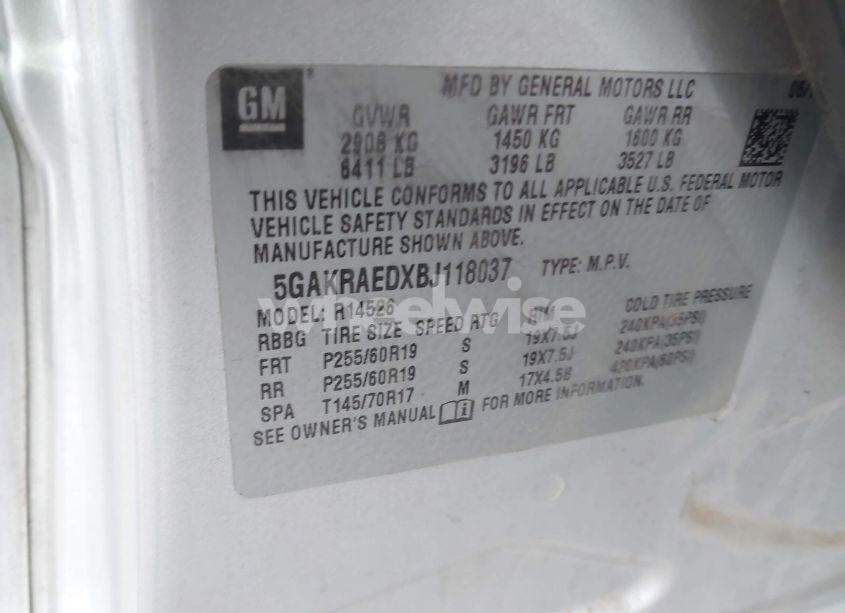 GM
MFD BY GENERAL MOTORS LLC
GVWR GAWR FRT GAWR RR
2908 KG 1450 KG 1600 KG
6411 LB 3196 LB 3527 LB
THIS VEHICLE CONFORMS TO ALL APPLICABLE U.S. FEDERAL MOTOR
VEHICLE SAFETY STANDARDS IN EFFECT ON THE DATE OF
MANUFACTURE SHOWN ABOVE.
5GAKRAEDXBJ118037 TYPE: M.P.V.
wheelwise
MODEL: R14526
RBBG TIRE SIZE SPEED RTG RIM COLD TIRE PRESSURE
FRT P255/60R19 S 19X7.5J 240KPA(35PSI)
RR P255/60R19 S 19X7.5J 240KPA(35PSI)
SPA T145/70R17 M 17X4.5B 420KPA(60PSI)
SEE OWNER'S MANUAL FOR MORE INFORMATION.